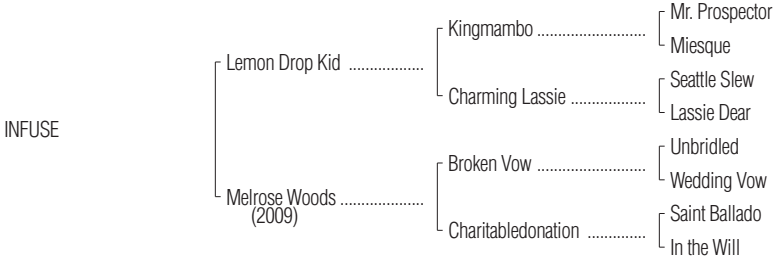 Mr. Prospector
Kingmambo ..........................
Miesque
Lemon Drop Kid ..................
Seattle Slew
Charming Lassie ..................
Lassie Dear
INFUSE
Unbridled
Broken Vow ..........................
Wedding Vow
Melrose Woods ....................
(2009)
Saint Ballado
Charitabledonation ..............
In the Will